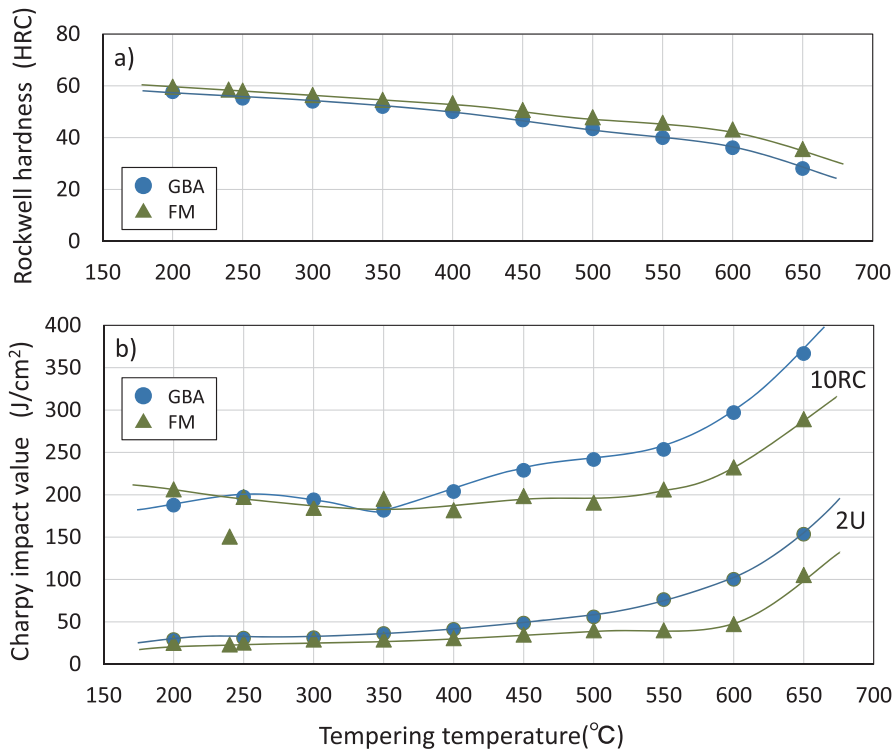 Rockwell hardness (HRC)
80
60
40
20
0
a)
GBA
FM
150 200 250 300 350 400 450 500 550 600 650 700
Charpy impact value (J/cm²)
400
350
300
250
200
150
100
50
0
b)
GBA
FM
10RC
2U
150 200 250 300 350 400 450 500 550 600 650 700
Tempering temperature(℃)